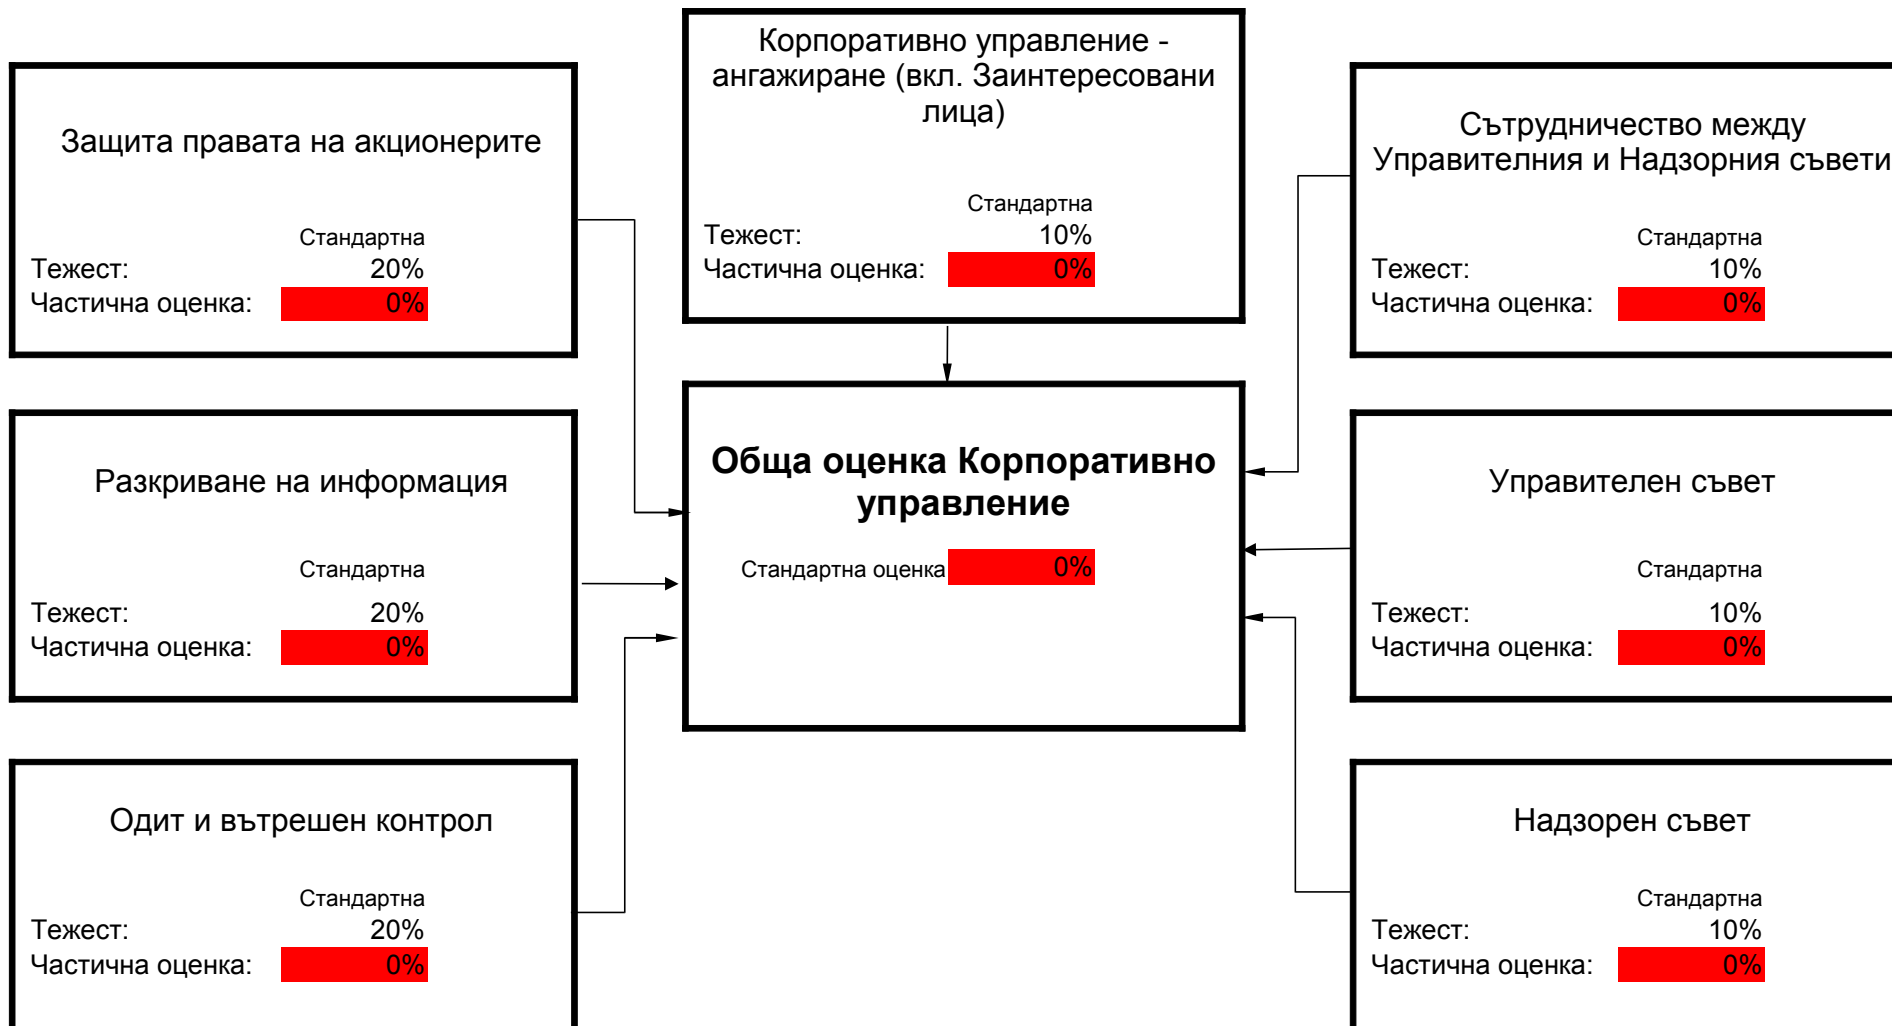 Корпоративно управление -
ангажиране (вкл. Заинтересовани
лица)
Стандартна
Тежест: 10%
Частична оценка: 0%
Защита правата на акционерите
Стандартна
Тежест: 20%
Частична оценка: 0%
Сътрудничество между
Управителния и Надзорния съвети
Стандартна
Тежест: 10%
Частична оценка: 0%
Разкриване на информация
Стандартна
Тежест: 20%
Частична оценка: 0%
Обща оценка Корпоративно
управление
Стандартна оценка 0%
Управителен съвет
Стандартна
Тежест: 10%
Частична оценка: 0%
Одит и вътрешен контрол
Стандартна
Тежест: 20%
Частична оценка: 0%
Надзорен съвет
Стандартна
Тежест: 10%
Частична оценка: 0%